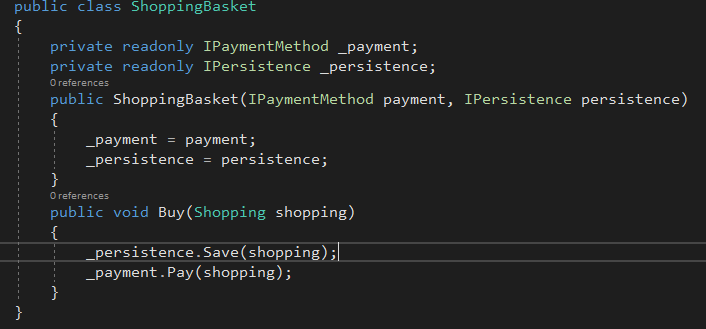 public class ShoppingBasket
{
private readonly IPaymentMethod _payment;
private readonly IPersistence _persistence;
0 references
public ShoppingBasket(IPaymentMethod payment, IPersistence persistence)
{
_payment = payment;
_persistence = persistence;
}
0 references
public void Buy(Shopping shopping)
{
_persistence.Save(shopping);
_payment.Pay(shopping);
}
}